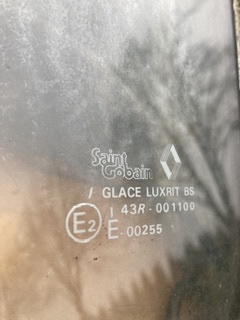 Saint
Gobain
/ GLACE LUXRIT BS
E2 I 43R - 001100
E - 00255